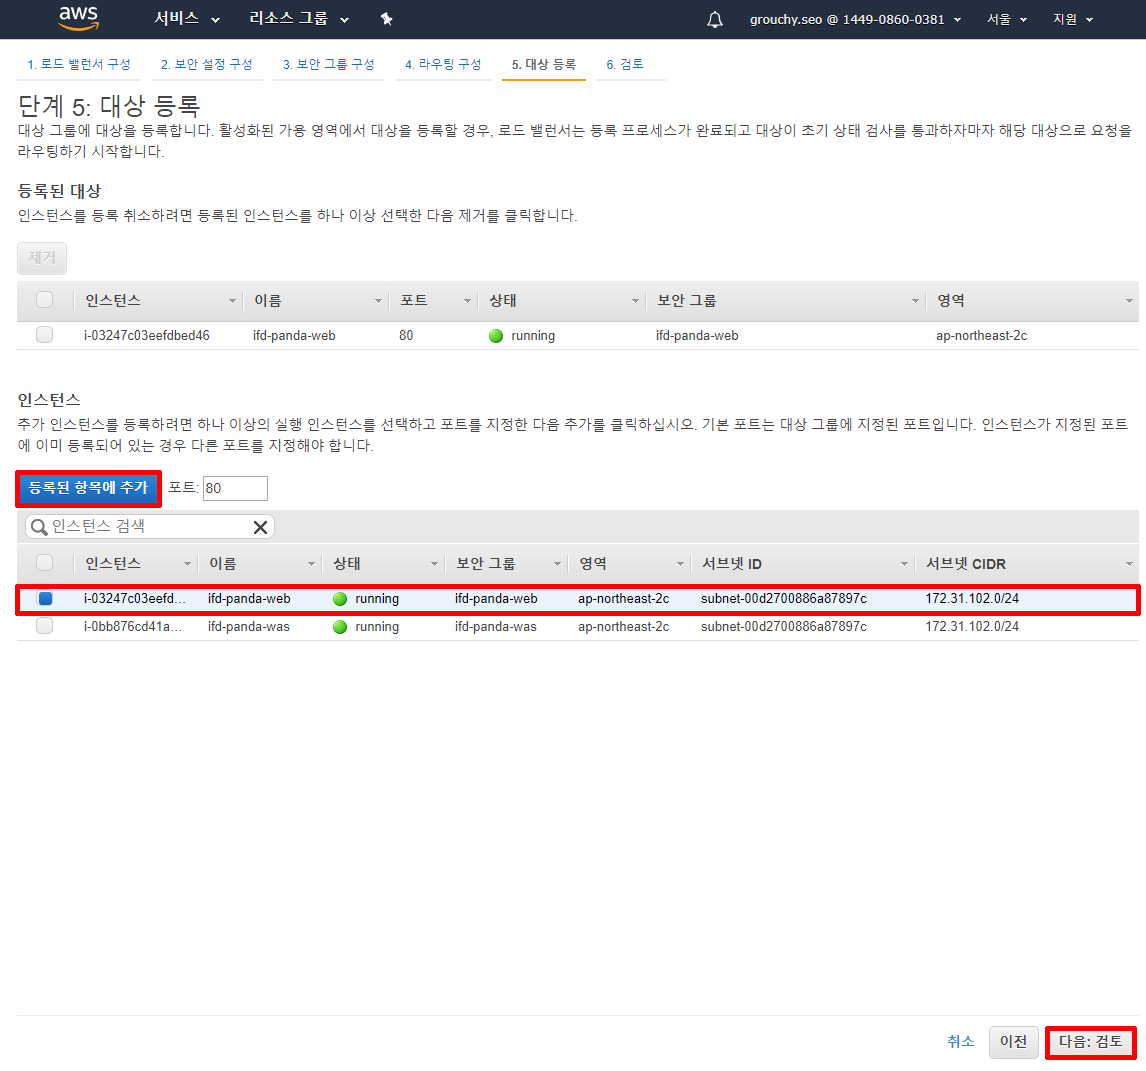 aws 서비스 리소스 그룹 grouchy.seo @ 1449-0860-0381 서울 지원
1. 로드 밸런서 구성 2. 보안 설정 구성 3. 보안 그룹 구성 4. 라우팅 구성 5. 대상 등록 6. 검토
단계 5: 대상 등록
대상 그룹에 대상을 등록합니다. 활성화된 가용 영역에서 대상을 등록할 경우, 로드 밸런서는 등록 프로세스가 완료되고 대상이 초기 상태 검사를 통과하자마자 해당 대상으로 요청을
라우팅하기 시작합니다.
등록된 대상
인스턴스를 등록 취소하려면 등록된 인스턴스를 하나 이상 선택한 다음 제거를 클릭합니다.
제거
인스턴스 이름 포트 상태 보안 그룹 영역
i-03247c03eefdbed46 ifd-panda-web 80 running ifd-panda-web ap-northeast-2c
인스턴스
추가 인스턴스를 등록하려면 하나 이상의 실행 인스턴스를 선택하고 포트를 지정한 다음 추가를 클릭하십시오. 기본 포트는 대상 그룹에 지정된 포트입니다. 인스턴스가 지정된 포트
에 이미 등록되어 있는 경우 다른 포트를 지정해야 합니다.
등록된 항목에 추가 포트: 80
인스턴스 검색
인스턴스 이름 상태 보안 그룹 영역 서브넷 ID 서브넷 CIDR
i-03247c03eefd... ifd-panda-web running ifd-panda-web ap-northeast-2c subnet-00d2700886a87897c 172.31.102.0/24
i-0bb876cd41a... ifd-panda-was running ifd-panda-was ap-northeast-2c subnet-00d2700886a87897c 172.31.102.0/24
취소 이전 다음: 검토